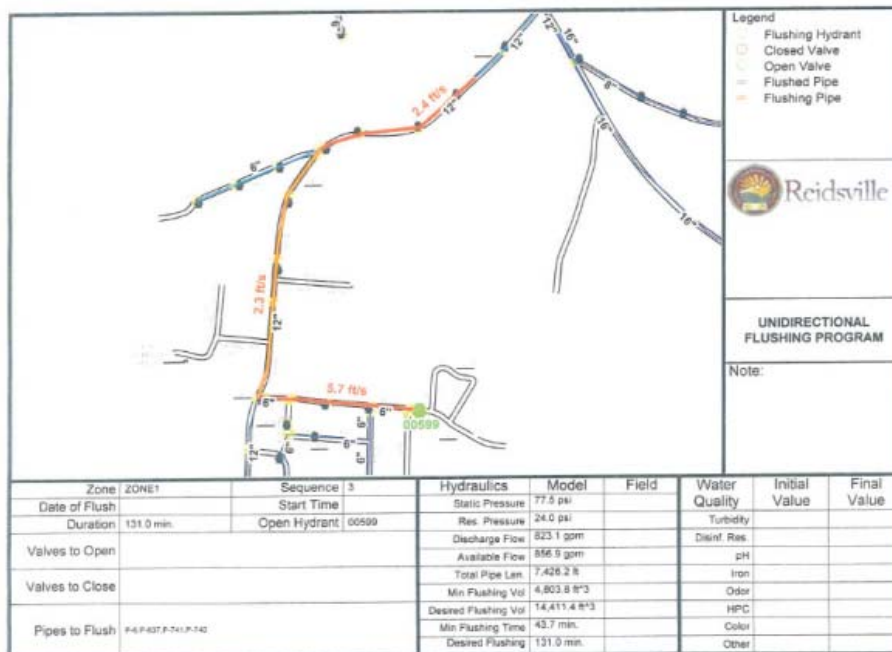 Legend
Flushing Hydrant
Closed Valve
Open Valve
Flushed Pipe
Flushing Pipe
Reidsville
UNIDIRECTIONAL
FLUSHING PROGRAM
Note:
12"
12"
16"
2.4 ft/s
12"
8"
16"
6"
16"
2.3 ft/s
12"
5.7 ft/s
6"
6"
00599
6"
6"
6"
6"
12"
Zone ZONE1 Sequence 3
Date of Flush Start Time
Duration 131.0 min. Open Hydrant 00599
Valves to Open
Valves to Close
Pipes to Flush P-6,P-637,P-741,P-742
Hydraulics Model Field
Static Pressure 77.5 psi
Res. Pressure 24.0 psi
Discharge Flow 823.1 gpm
Available Flow 856.9 gpm
Total Pipe Len. 7,426.2 ft
Min Flushing Vol 4,803.8 ft^3
Desired Flushing Vol 14,411.4 ft^3
Min Flushing Time 43.7 min.
Desired Flushing 131.0 min.
Water Quality Initial Value Final Value
Turbidity
Disinf. Res.
pH
Iron
Odor
HPC
Color
Other